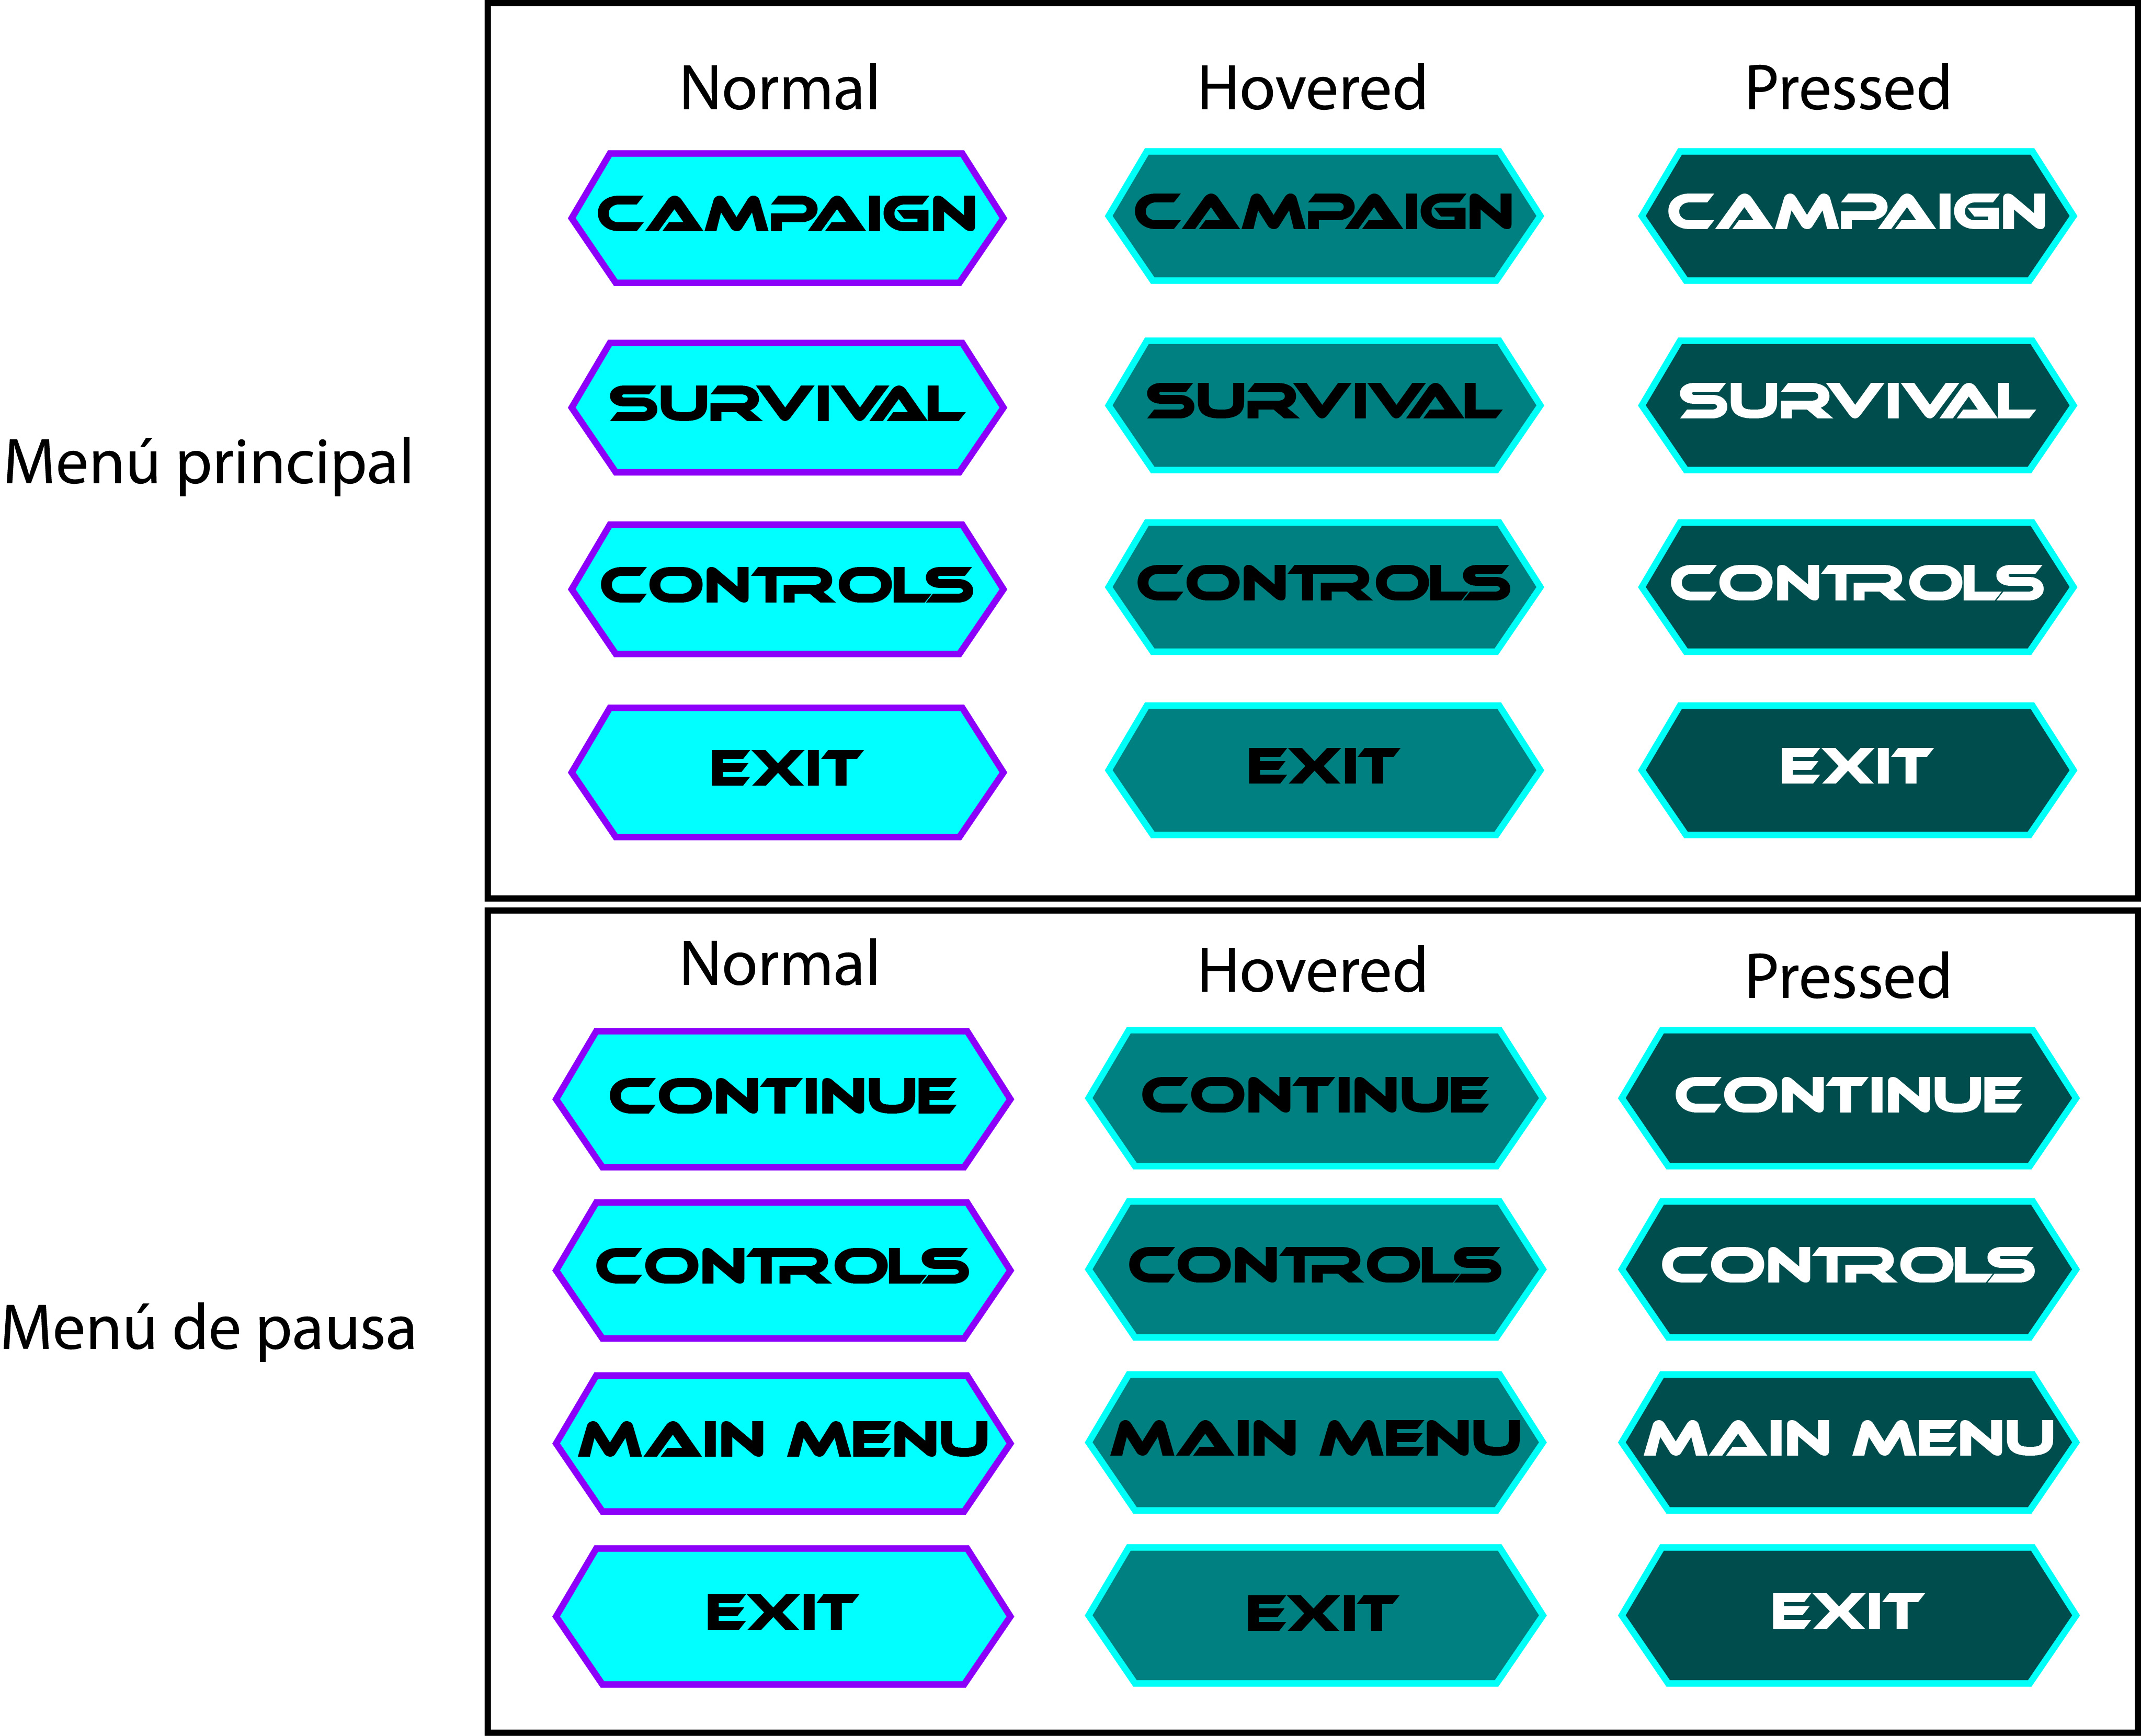 Normal Hovered Pressed
CAMPAIGN CAMPAIGN CAMPAIGN
SURVIVAL SURVIVAL SURVIVAL
Menú principal
CONTROLS CONTROLS CONTROLS
EXIT EXIT EXIT
Normal Hovered Pressed
CONTINUE CONTINUE CONTINUE
CONTROLS CONTROLS CONTROLS
Menú de pausa
MAIN MENU MAIN MENU MAIN MENU
EXIT EXIT EXIT